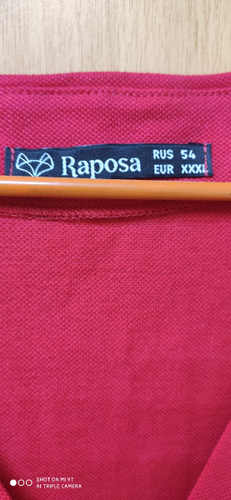 Raposa
RUS 54
EUR XXXL
SHOT ON MI 9T
AI TRIPLE CAMERA